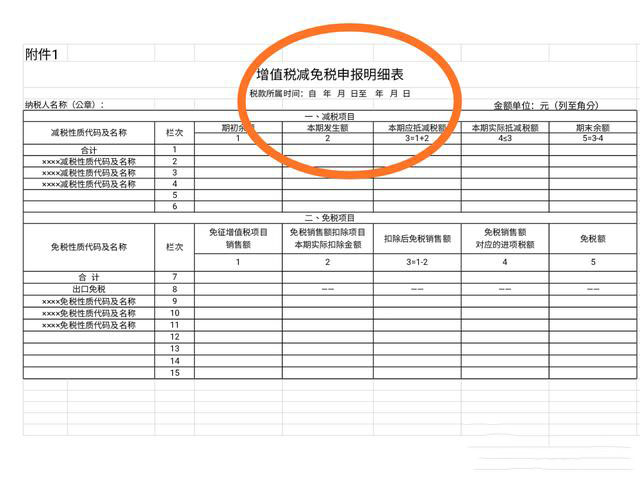 附件1
增值税减免税申报明细表
税款所属时间：自 年 月 日至 年 月 日
纳税人名称（公章）： 金额单位：元（列至角分）
一、减税项目
减税性质代码及名称 栏次 期初余 本期发生额 本期应抵减税额 本期实际抵减税额 期末余额
1 2 3=1+2 4≤3 5=3-4
合计 1
××××减税性质代码及名称 2
××××减税性质代码及名称 3
××××减税性质代码及名称 4
5
6
二、免税项目
免税性质代码及名称 栏次 免征增值税项目 免税销售额扣除项目 扣除后免税销售额 免税销售额 免税额
销售额 本期实际扣除金额 对应的进项税额
1 2 3=1-2 4 5
合 计 7
出口免税 8 —— —— —— ——
××××免税性质代码及名称 9
××××免税性质代码及名称 10
××××免税性质代码及名称 11
12
13
14
15